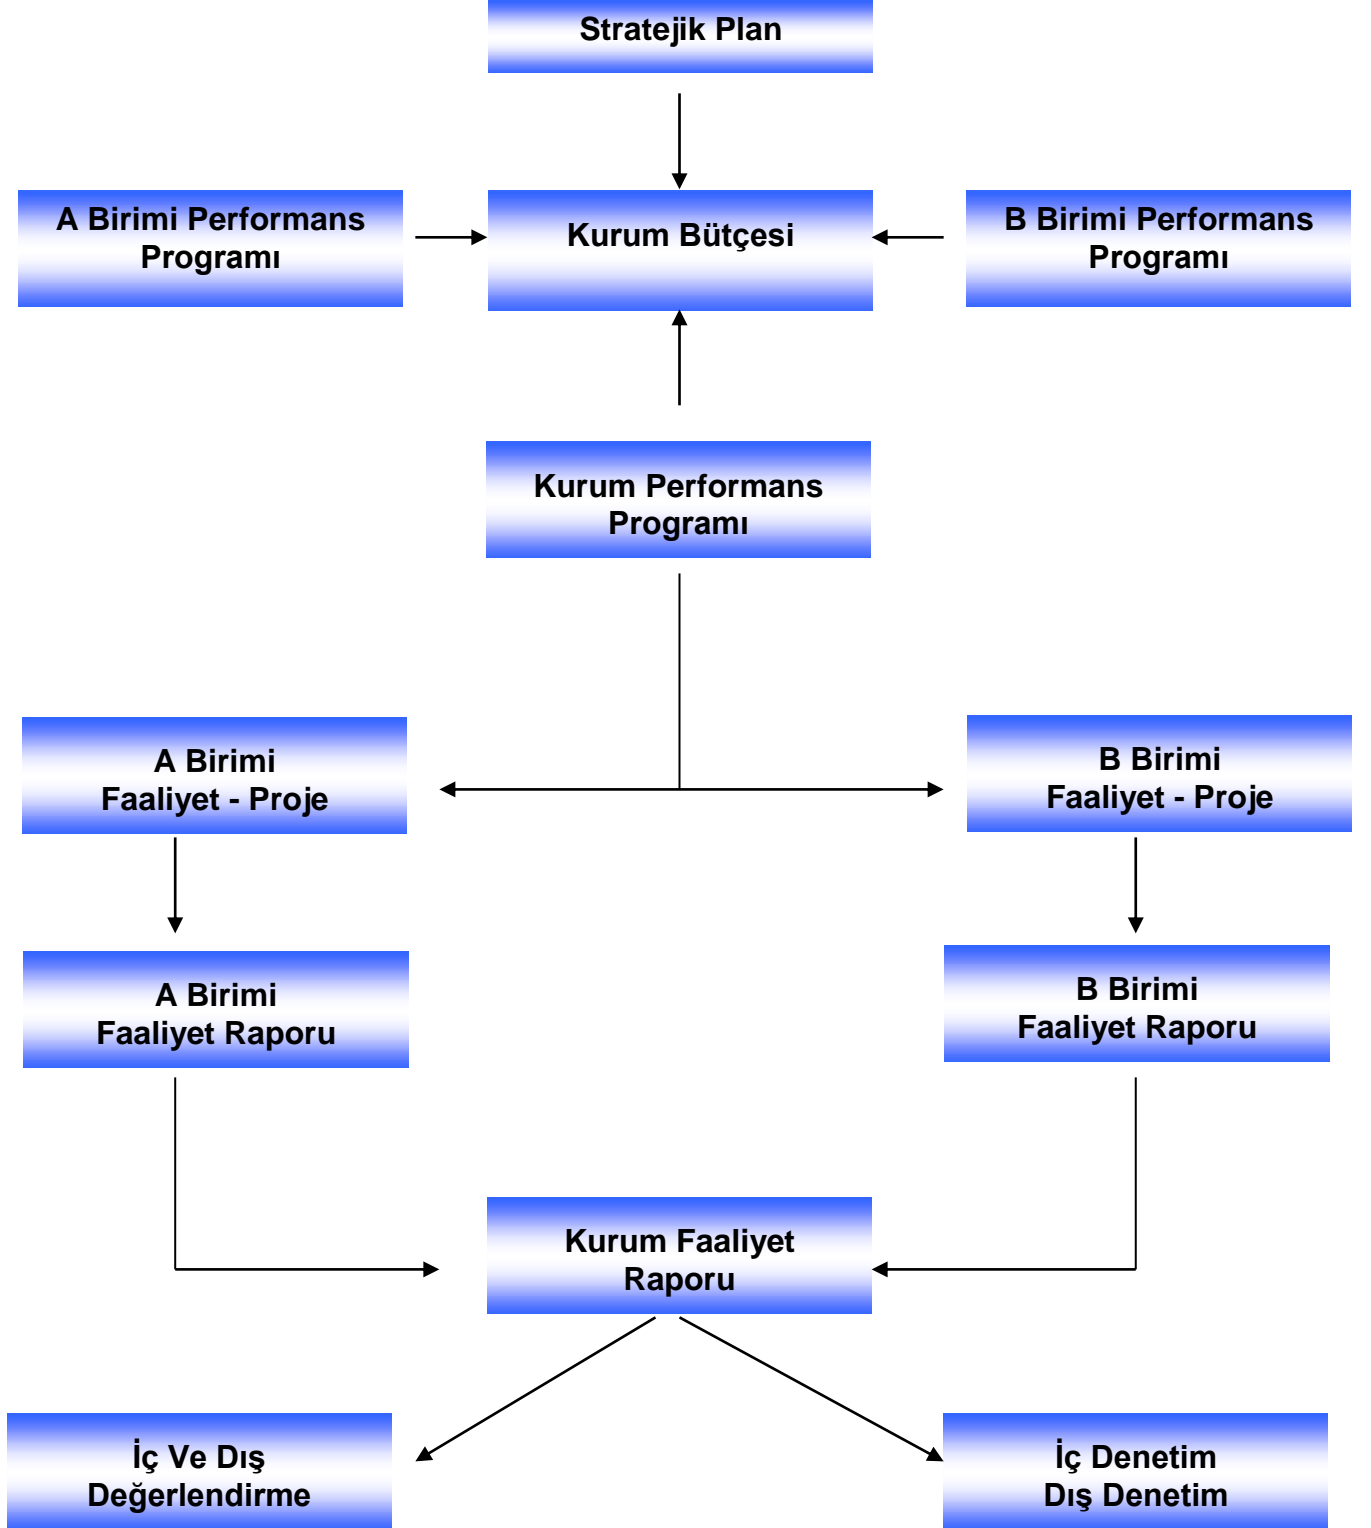 Stratejik Plan
A Birimi Performans
Programı
Kurum Bütçesi
B Birimi Performans
Programı
Kurum Performans
Programı
A Birimi
Faaliyet - Proje
B Birimi
Faaliyet - Proje
A Birimi
Faaliyet Raporu
B Birimi
Faaliyet Raporu
Kurum Faaliyet
Raporu
İç Ve Dış
Değerlendirme
İç Denetim
Dış Denetim